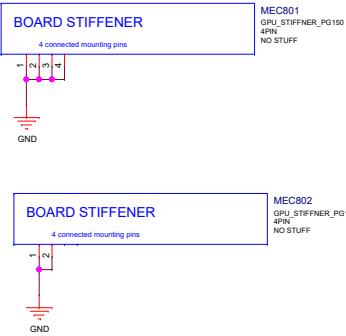 MEC801
BOARD STIFFENER
GPU_STIFFNER_PG150
4PIN
NO STUFF
4 connected mounting pins
1 2 3 4
GND
MEC802
BOARD STIFFENER
GPU_STIFFNER_PG1
4PIN
NO STUFF
4 connected mounting pins
1 2
GND